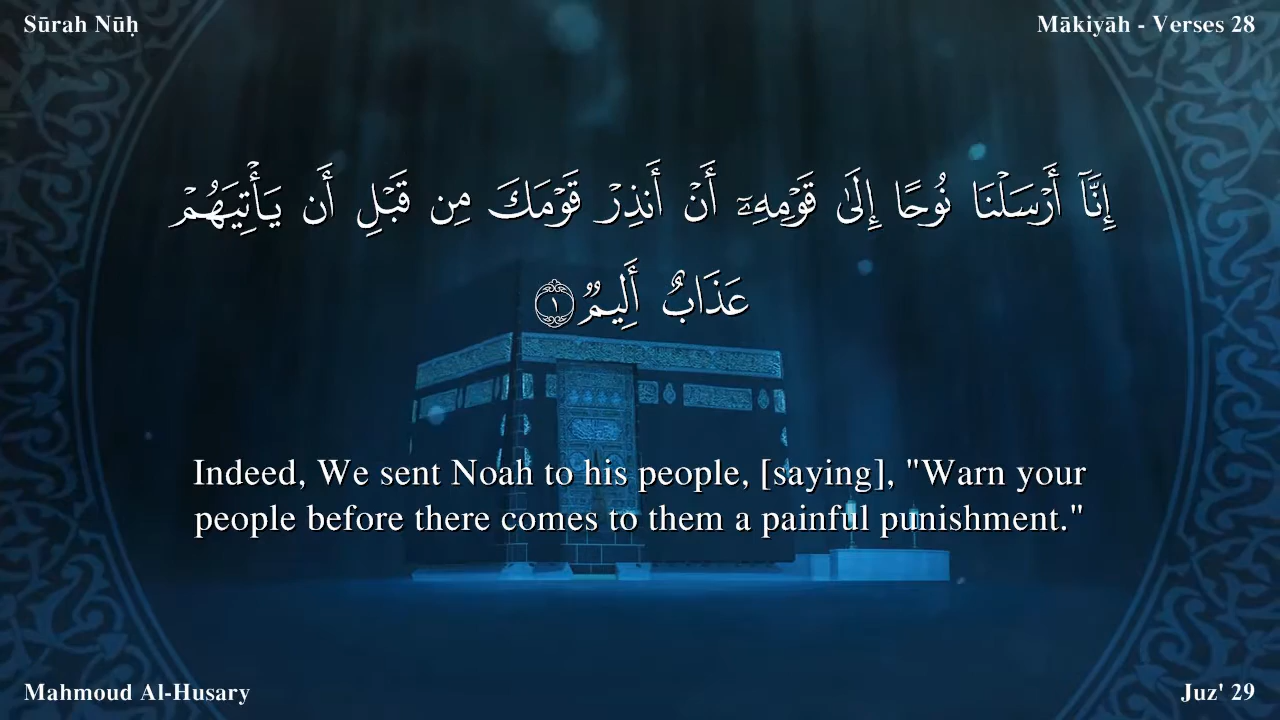 Sūrah Nūḥ
Mākiyāh - Verses 28
إِنَّآ أَرْسَلْنَا نُوحًا إِلَىٰ قَوْمِهِۦٓ أَنْ أَنذِرْ قَوْمَكَ مِن قَبْلِ أَن يَأْتِيَهُمْ
عَذَابٌ أَلِيمٌ ١
Indeed, We sent Noah to his people, [saying], "Warn your
people before there comes to them a painful punishment."
Mahmoud Al-Husary
Juz' 29